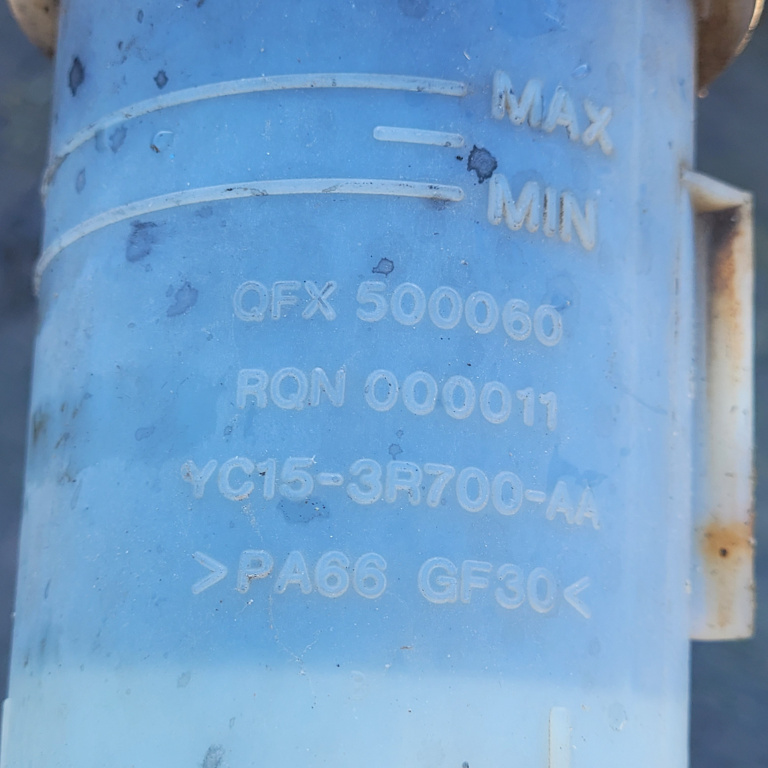 MAX
MIN
QFX 500060
RQN 000011
YC15-3R700-AA
>PA66 GF30<